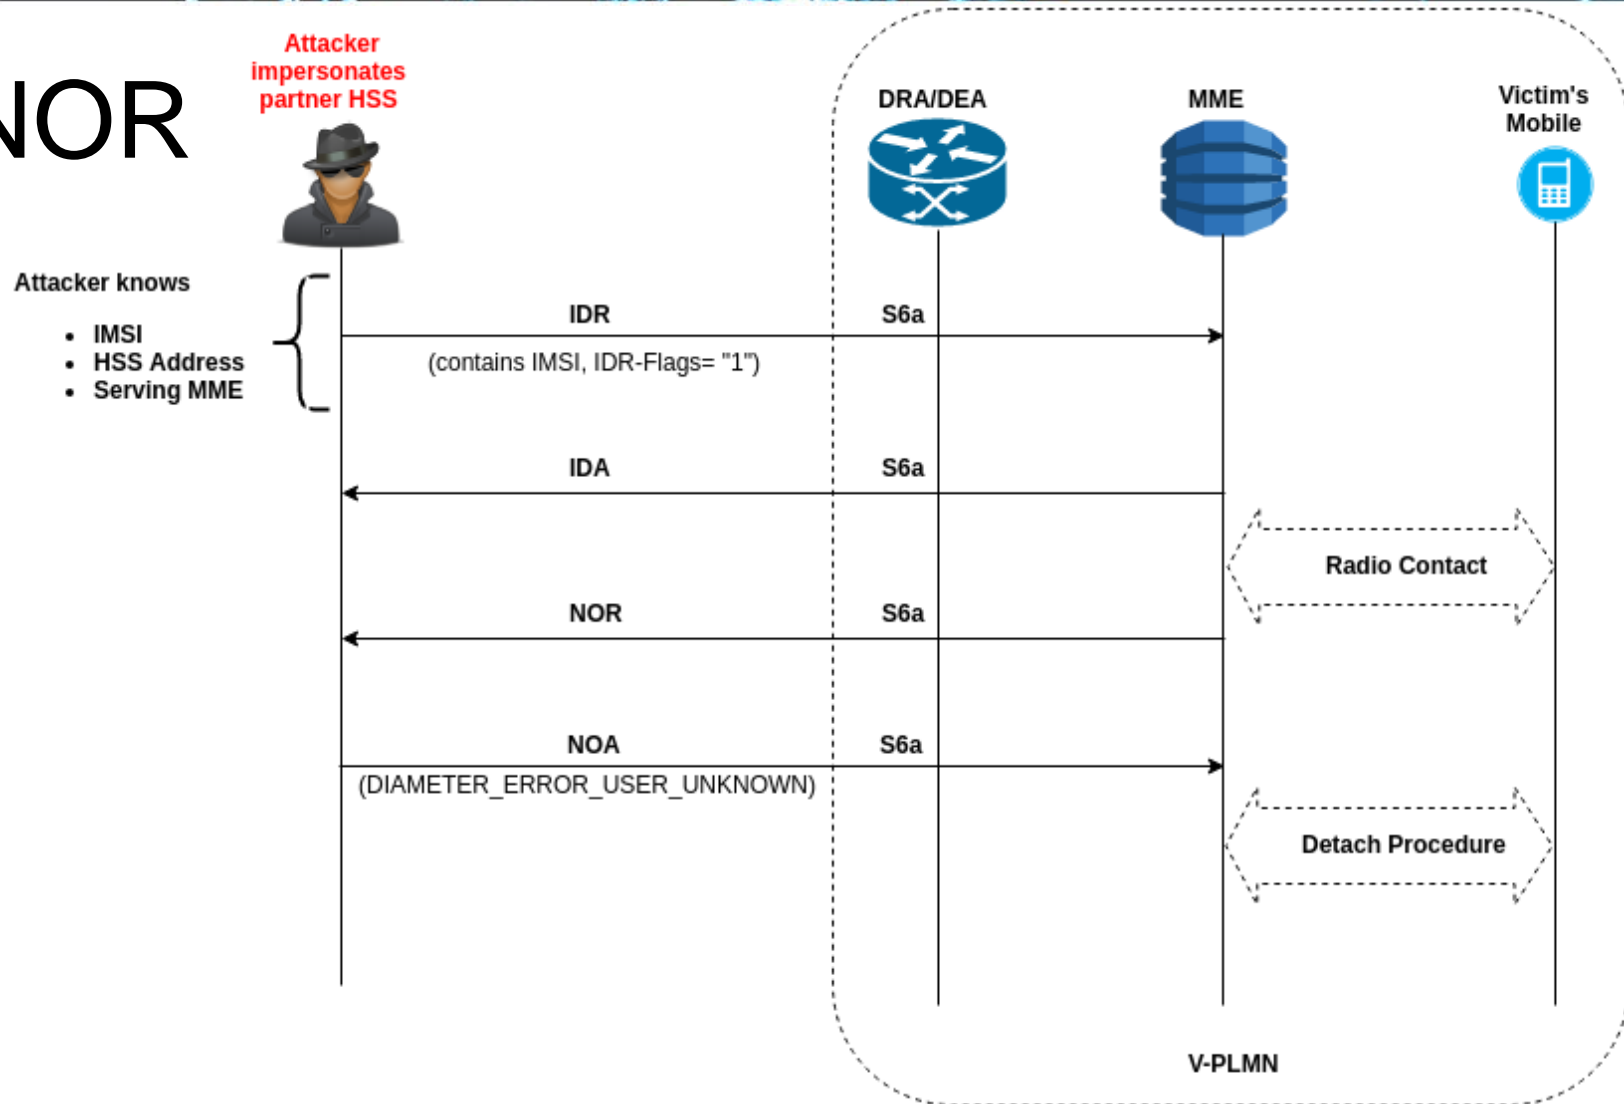 NOR
Attacker
impersonates
partner HSS
DRA/DEA
MME
Victim's
Mobile
Attacker knows
• IMSI
• HSS Address
• Serving MME
IDR
S6a
(contains IMSI, IDR-Flags= "1")
IDA
S6a
Radio Contact
NOR
S6a
NOA
S6a
(DIAMETER_ERROR_USER_UNKNOWN)
Detach Procedure
V-PLMN